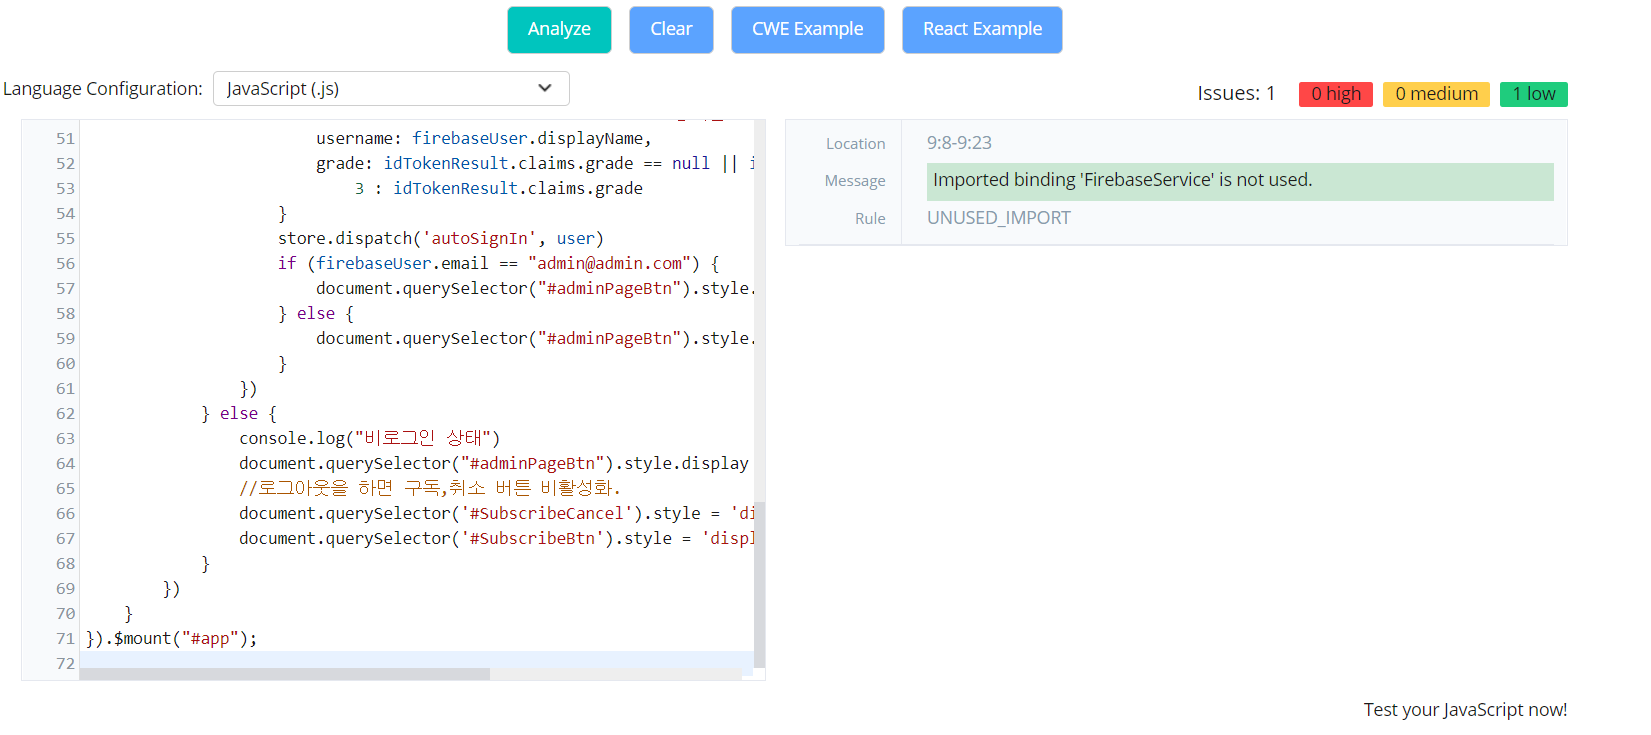 Analyze Clear CWE Example React Example
Language Configuration: JavaScript (.js)
Issues: 1 0 high 0 medium 1 low
51 username: firebaseUser.displayName,
52 grade: idTokenResult.claims.grade == null || i
53 3 : idTokenResult.claims.grade
54 }
55 store.dispatch('autoSignIn', user)
56 if (firebaseUser.email == "admin@admin.com") {
57 document.querySelector("#adminPageBtn").style.
58 } else {
59 document.querySelector("#adminPageBtn").style.
60 }
61 })
62 } else {
63 console.log("비로그인 상태")
64 document.querySelector("#adminPageBtn").style.display
65 //로그아웃을 하면 구독,취소 버튼 비활성화.
66 document.querySelector('#SubscribeCancel').style = 'di
67 document.querySelector('#SubscribeBtn').style = 'displ
68 }
69 })
70 }
71 }).$mount("#app");
72
Location 9:8-9:23
Message Imported binding 'FirebaseService' is not used.
Rule UNUSED_IMPORT
Test your JavaScript now!